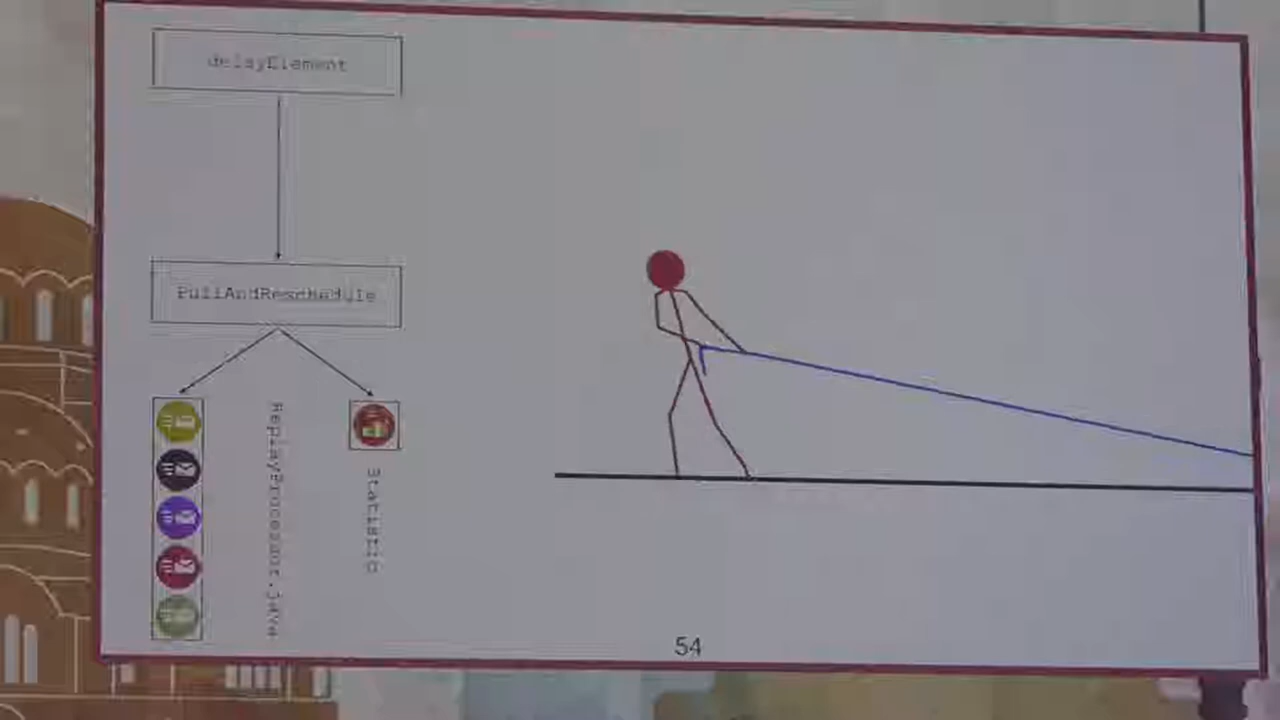 delayElement
PullAndReschedule
ReplayProcessor.java
Statistic
54